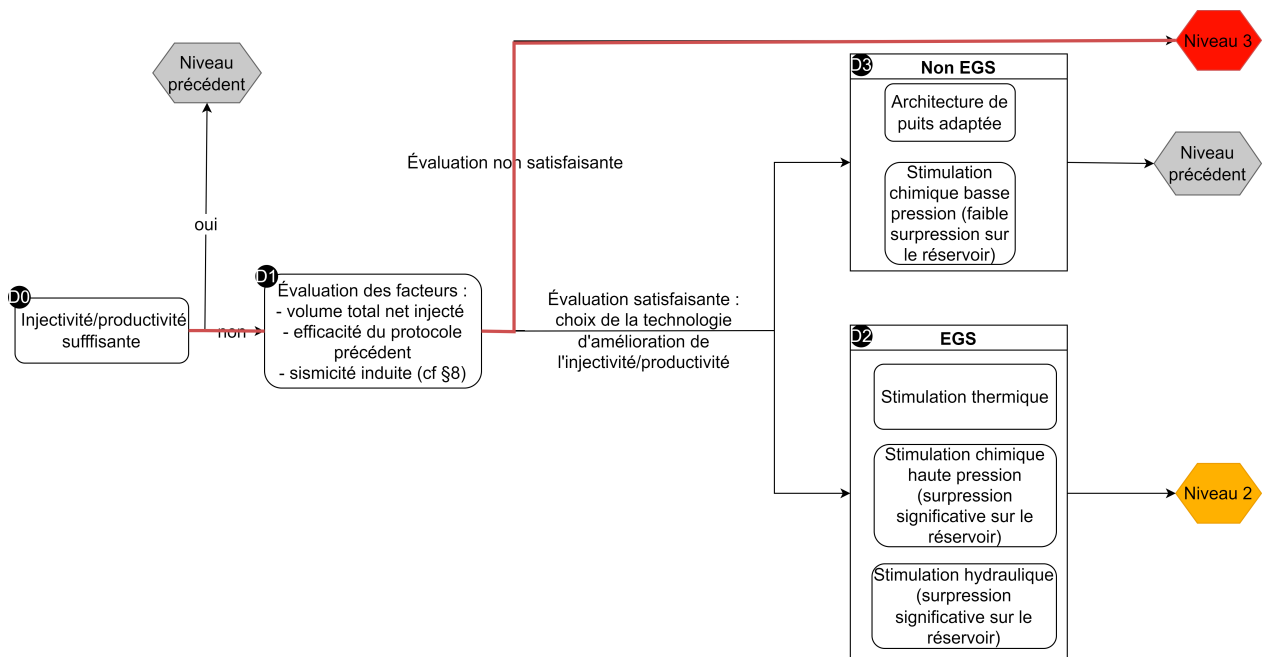 Niveau
précédent
oui
D0
Injectivité/productivité
sufffisante
non
D1
Évaluation des facteurs :
- volume total net injecté
- efficacité du protocole
précédent
- sismicité induite (cf §8)
Évaluation non satisfaisante
Évaluation satisfaisante :
choix de la technologie
d'amélioration de
l'injectivité/productivité
Niveau 3
D3
Non EGS
Architecture de
puits adaptée
Stimulation
chimique basse
pression (faible
surpression sur
le réservoir)
Niveau
précédent
D2
EGS
Stimulation thermique
Stimulation chimique
haute pression
(surpression
significative sur le
réservoir)
Stimulation hydraulique
(surpression
significative sur le
réservoir)
Niveau 2